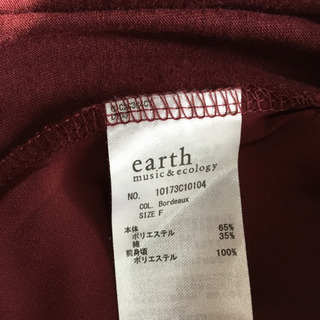 earth
music&ecology
NO. 10173C10104
COL. Bordeaux
SIZE F
本体
ポリエステル 65%
綿 35%
前身頃
ポリエステル 100%